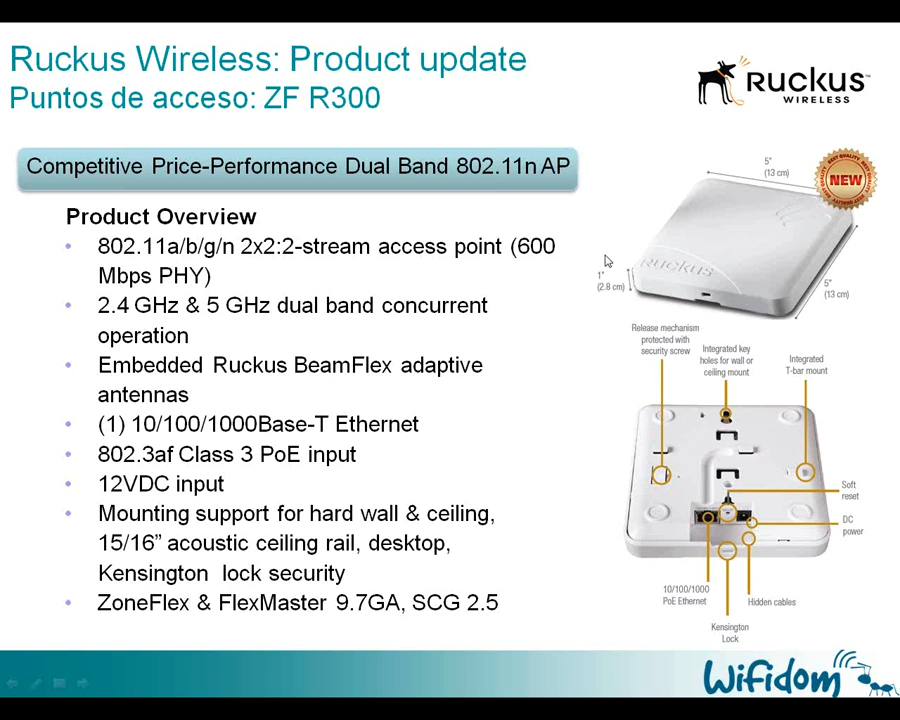 Ruckus Wireless: Product update
Puntos de acceso: ZF R300
RUCKUS™
WIRELESS
Competitive Price-Performance Dual Band 802.11n AP
Product Overview
• 802.11a/b/g/n 2x2:2-stream access point (600
Mbps PHY)
• 2.4 GHz & 5 GHz dual band concurrent
operation
• Embedded Ruckus BeamFlex adaptive
antennas
• (1) 10/100/1000Base-T Ethernet
• 802.3af Class 3 PoE input
• 12VDC input
• Mounting support for hard wall & ceiling,
15/16” acoustic ceiling rail, desktop,
Kensington lock security
• ZoneFlex & FlexMaster 9.7GA, SCG 2.5
5"
(13 cm)
BEST QUALITY
NEW
RUCKUS
1"
(2.8 cm)
5"
(13 cm)
Release mechanism
protected with
security screw
Integrated key
holes for wall or
ceiling mount
Integrated
T-bar mount
Soft
reset
DC
power
10/100/1000
PoE Ethernet
Hidden cables
Kensington
Lock
Wifidom